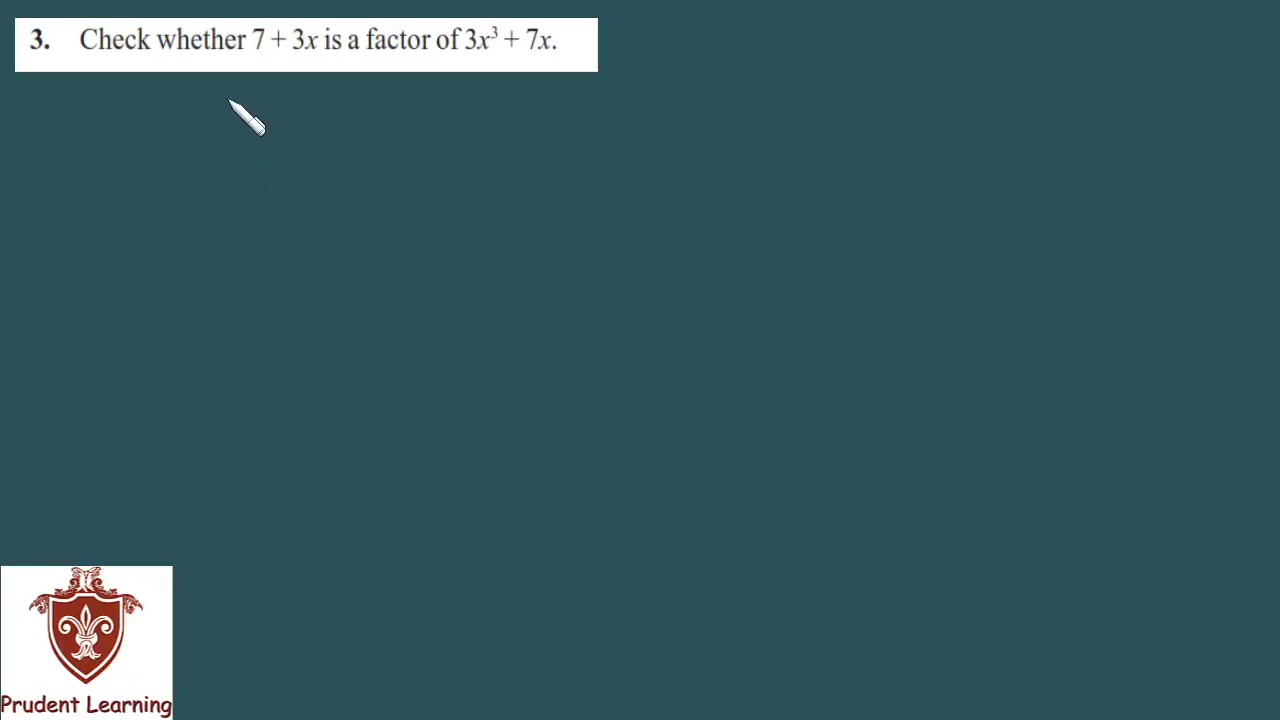 3. Check whether 7 + 3x is a factor of 3x³ + 7x.
Prudent Learning